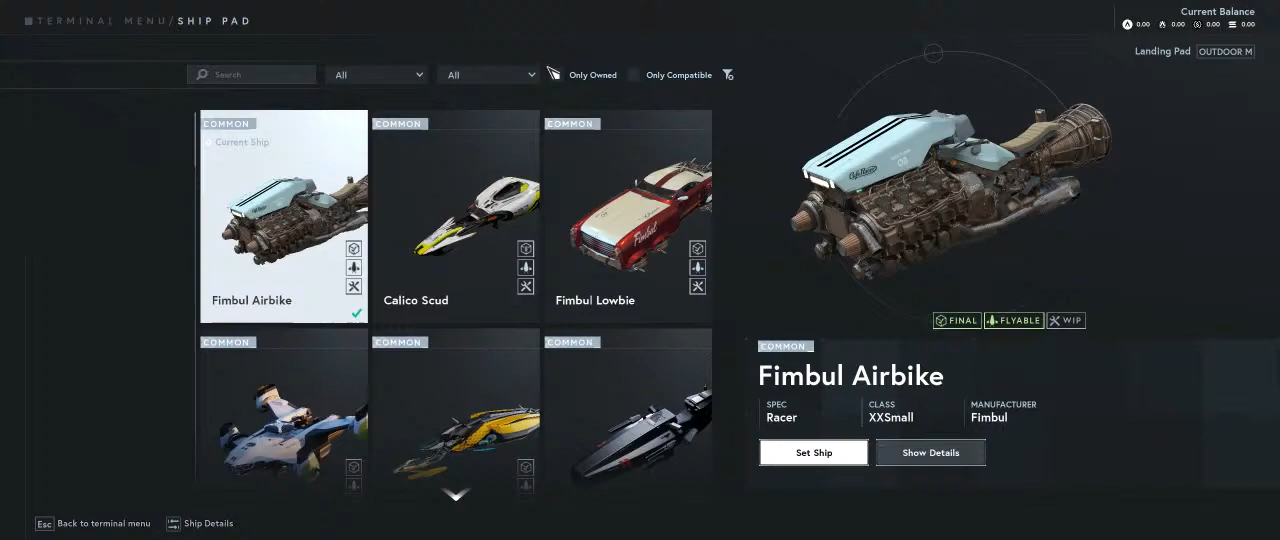 TERMINAL MENU/SHIP PAD
Current Balance
0.00 0.00 0.00 0.00
Landing Pad OUTDOOR M
Search
All
All
Only Owned
Only Compatible
COMMON
Current Ship
Fimbul Airbike
COMMON
Calico Scud
COMMON
Fimbul
Fimbul Lowbie
COMMON
COMMON
COMMON
FINAL
FLYABLE
WIP
COMMON
Fimbul Airbike
SPEC
Racer
CLASS
XXSmall
MANUFACTURER
Fimbul
Set Ship
Show Details
Esc Back to terminal menu
Ship Details